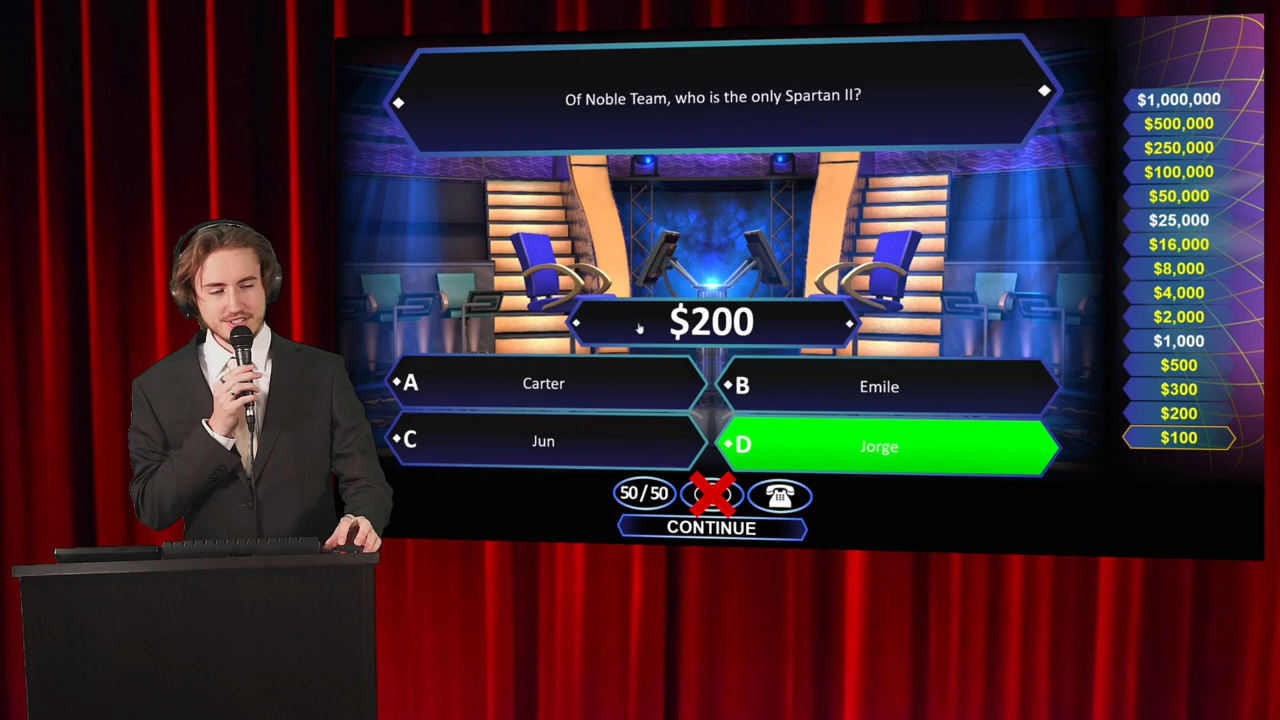 Of Noble Team, who is the only Spartan II?
$200
A Carter
B Emile
C Jun
D Jorge
50/50
CONTINUE
$1,000,000
$500,000
$250,000
$100,000
$50,000
$25,000
$16,000
$8,000
$4,000
$2,000
$1,000
$500
$300
$200
$100